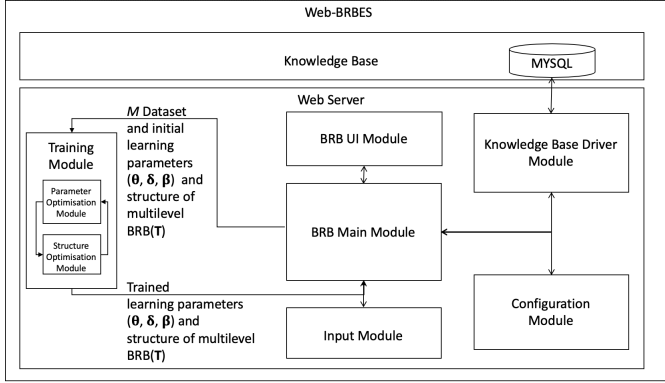 Web-BRBES
Knowledge Base
MYSQL
Web Server
M Dataset
and initial
learning
parameters
(θ, δ, β) and
structure of
multilevel
BRB(T)
Training
Module
Parameter
Optimisation
Module
Structure
Optimisation
Module
BRB UI Module
Knowledge Base Driver
Module
BRB Main Module
Trained
learning parameters
(θ, δ, β) and
structure of multilevel
BRB(T)
Input Module
Configuration
Module